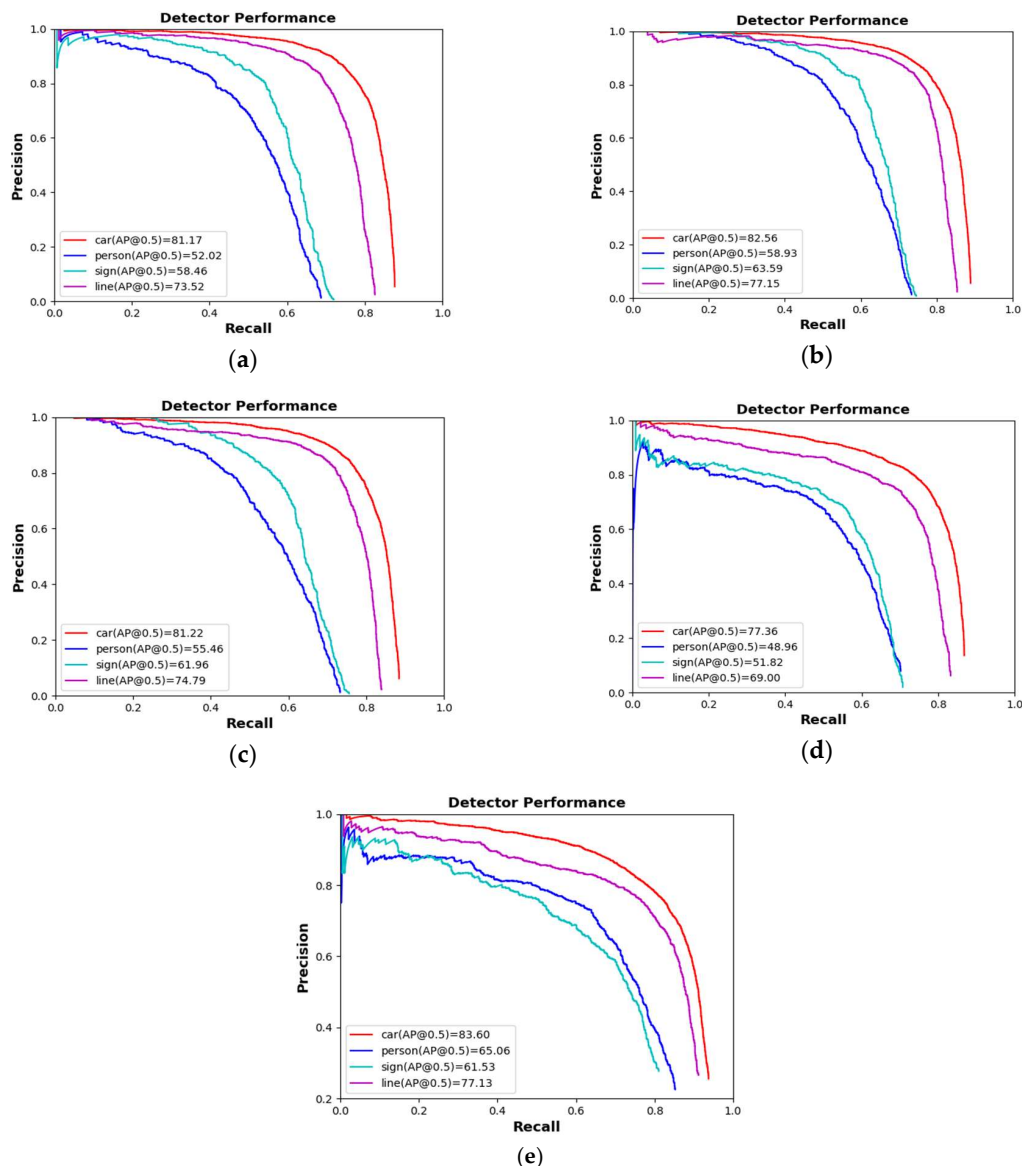 Detector Performance
1.0
0.8
0.6
0.4
0.2
0.0
Precision
car(AP@0.5)=81.17
person(AP@0.5)=52.02
sign(AP@0.5)=58.46
line(AP@0.5)=73.52
0.0 0.2 0.4 0.6 0.8 1.0
Recall
(a)
Detector Performance
1.0
0.8
0.6
0.4
0.2
0.0
Precision
car(AP@0.5)=82.56
person(AP@0.5)=58.93
sign(AP@0.5)=63.59
line(AP@0.5)=77.15
0.0 0.2 0.4 0.6 0.8 1.0
Recall
(b)
Detector Performance
1.0
0.8
0.6
0.4
0.2
0.0
Precision
car(AP@0.5)=81.22
person(AP@0.5)=55.46
sign(AP@0.5)=61.96
line(AP@0.5)=74.79
0.0 0.2 0.4 0.6 0.8 1.0
Recall
(c)
Detector Performance
1.0
0.8
0.6
0.4
0.2
0.0
Precision
car(AP@0.5)=77.36
person(AP@0.5)=48.96
sign(AP@0.5)=51.82
line(AP@0.5)=69.00
0.0 0.2 0.4 0.6 0.8 1.0
Recall
(d)
Detector Performance
1.0
0.8
0.6
0.4
0.2
Precision
car(AP@0.5)=83.60
person(AP@0.5)=65.06
sign(AP@0.5)=61.53
line(AP@0.5)=77.13
0.0 0.2 0.4 0.6 0.8 1.0
Recall
(e)